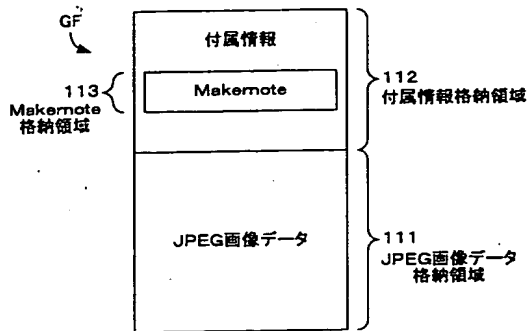 GF
付属情報
Makernote
113
Makernote
格納領域
112
付属情報格納領域
JPEG画像データ
111
JPEG画像データ
格納領域